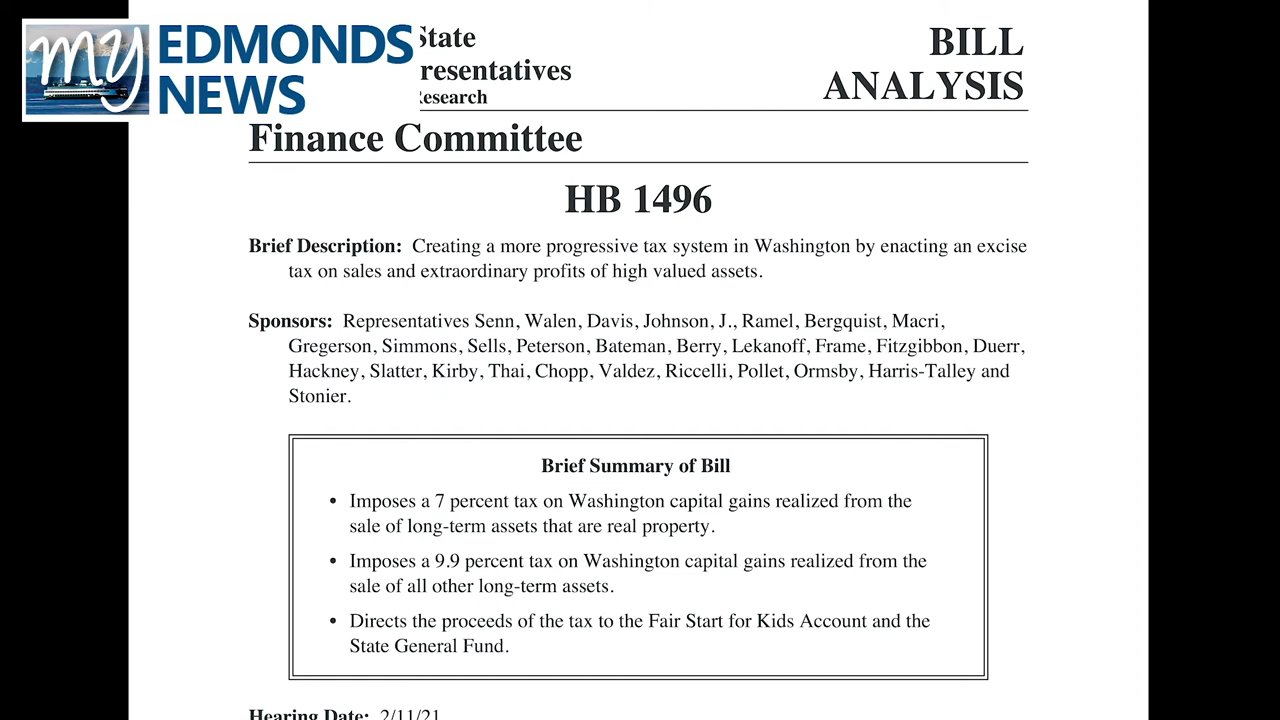 my EDMONDS
NEWS
State
resentatives
Research
BILL
ANALYSIS
Finance Committee
HB 1496
Brief Description: Creating a more progressive tax system in Washington by enacting an excise
tax on sales and extraordinary profits of high valued assets.
Sponsors: Representatives Senn, Walen, Davis, Johnson, J., Ramel, Bergquist, Macri,
Gregerson, Simmons, Sells, Peterson, Bateman, Berry, Lekanoff, Frame, Fitzgibbon, Duerr,
Hackney, Slatter, Kirby, Thai, Chopp, Valdez, Riccelli, Pollet, Ormsby, Harris-Talley and
Stonier.
Brief Summary of Bill
• Imposes a 7 percent tax on Washington capital gains realized from the
sale of long-term assets that are real property.
• Imposes a 9.9 percent tax on Washington capital gains realized from the
sale of all other long-term assets.
• Directs the proceeds of the tax to the Fair Start for Kids Account and the
State General Fund.
Hearing Date: 2/11/21